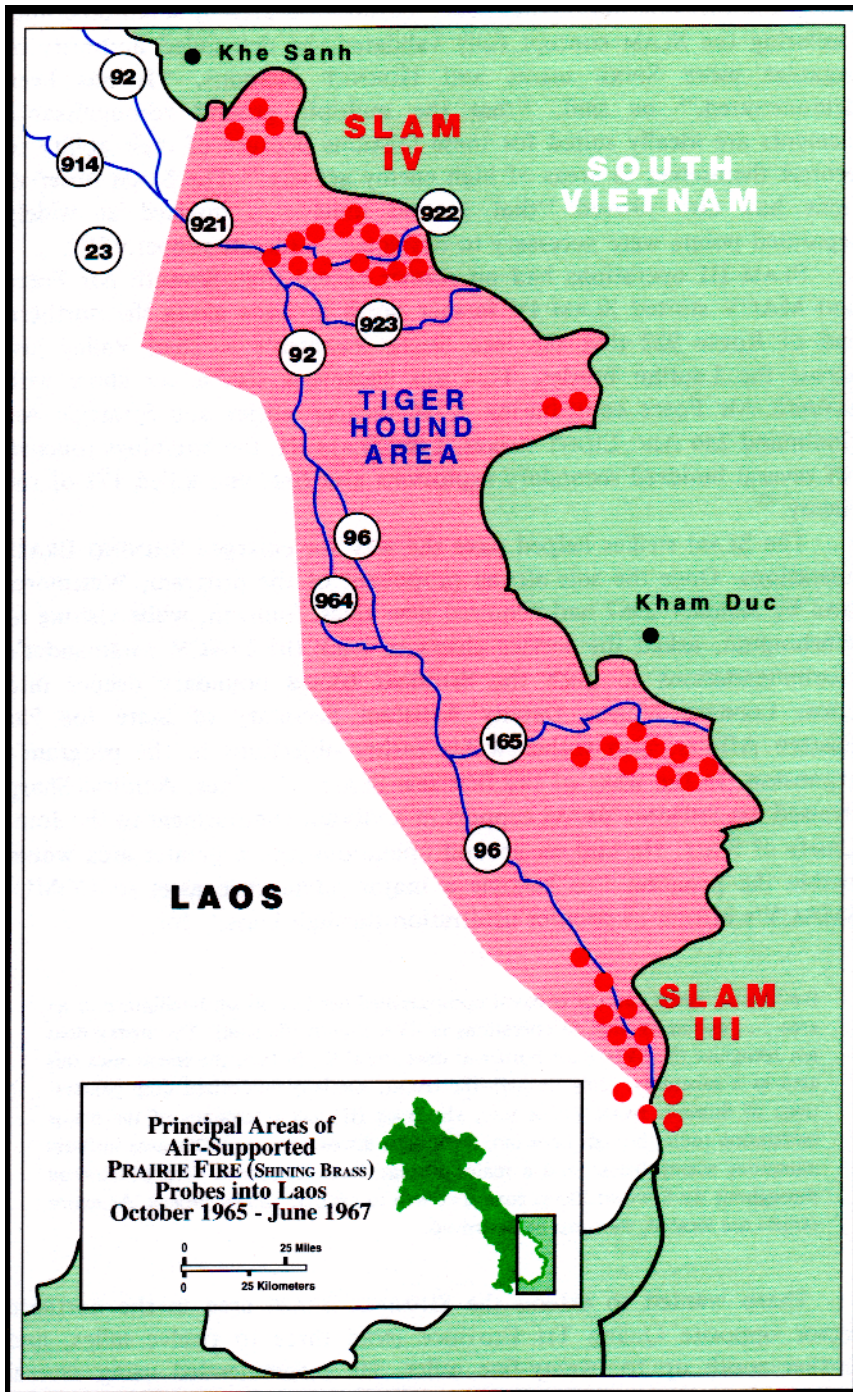 Khe Sanh
92
SLAM
IV
914
SOUTH
VIETNAM
921
922
23
923
92
TIGER
HOUND
AREA
96
964
Kham Duc
165
96
LAOS
SLAM
III
Principal Areas of
Air-Supported
PRAIRIE FIRE (SHINING BRASS)
Probes into Laos
October 1965 - June 1967
0 25 Miles
0 25 Kilometers